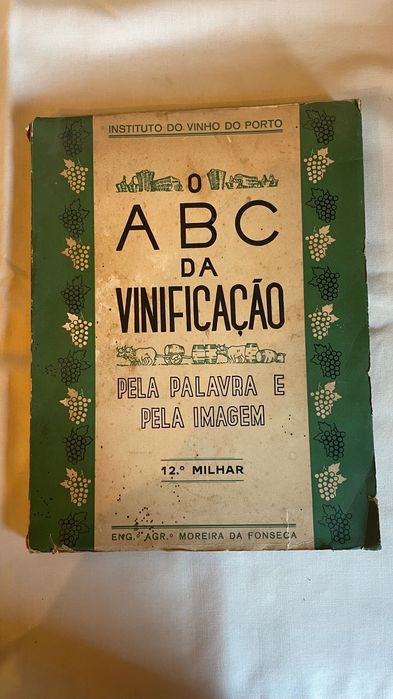 INSTITUTO DO VINHO DO PORTO
O
ABC
DA
VINIFICAÇÃO
PELA PALAVRA E
PELA IMAGEM
12.º MILHAR
ENG.º AGR.º MOREIRA DA FONSECA